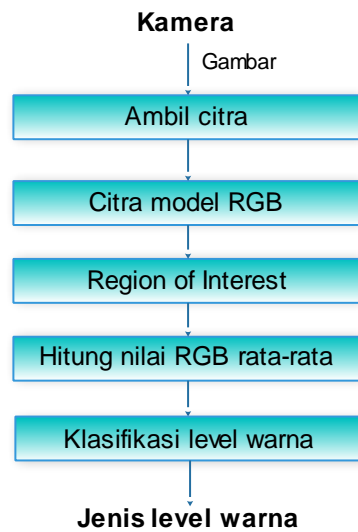 Kamera
Gambar
Ambil citra
Citra model RGB
Region of Interest
Hitung nilai RGB rata-rata
Klasifikasi level warna
Jenis level warna